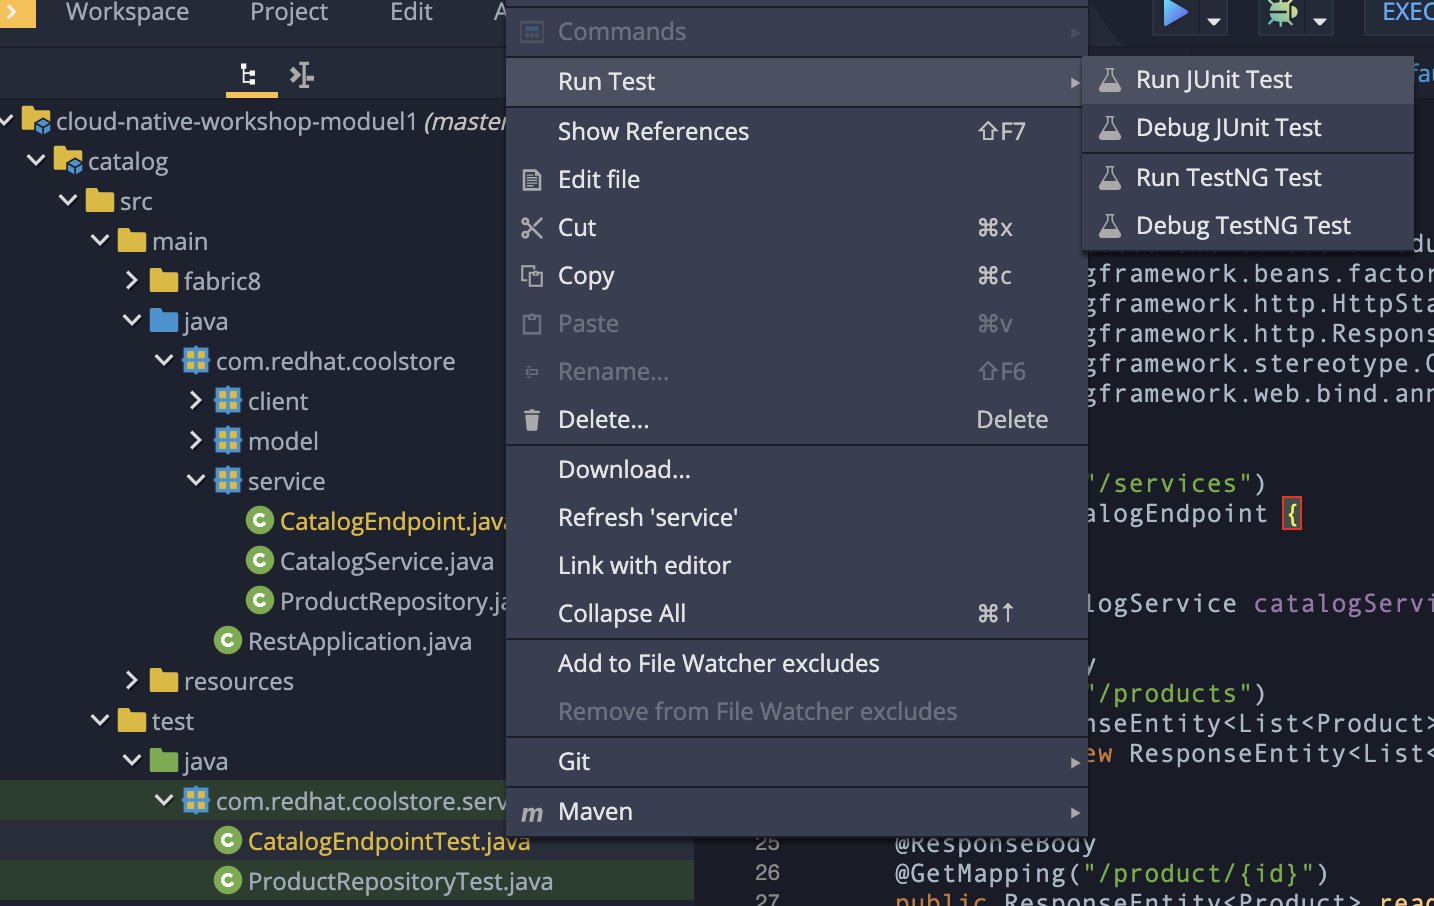 Workspace Project Edit A
EXEC
Commands
Run Test
Show References ⇧F7
Edit file
Cut ⌘x
Copy ⌘c
Paste ⌘v
Rename... ⇧F6
Delete... Delete
Download...
Refresh 'service'
Link with editor
Collapse All ⌘↑
Add to File Watcher excludes
Remove from File Watcher excludes
Git
m Maven
Run JUnit Test
Debug JUnit Test
Run TestNG Test
Debug TestNG Test
cloud-native-workshop-moduel1 (master
catalog
src
main
fabric8
java
com.redhat.coolstore
client
model
service
C CatalogEndpoint.java
C CatalogService.java
C ProductRepository.ja
C RestApplication.java
resources
test
java
com.redhat.coolstore.serv
C CatalogEndpointTest.java
C ProductRepositoryTest.java
fau
du
gframework.beans.factor
gframework.http.HttpSta
gframework.http.Respons
gframework.stereotype.C
gframework.web.bind.ann
"/services")
alogEndpoint {
logService catalogServi
y
"/products")
nseEntity<List<Product>
ew ResponseEntity<List<
25 @ResponseBody
26 @GetMapping("/product/{id}")
27 public ResponseEntity<Product> read